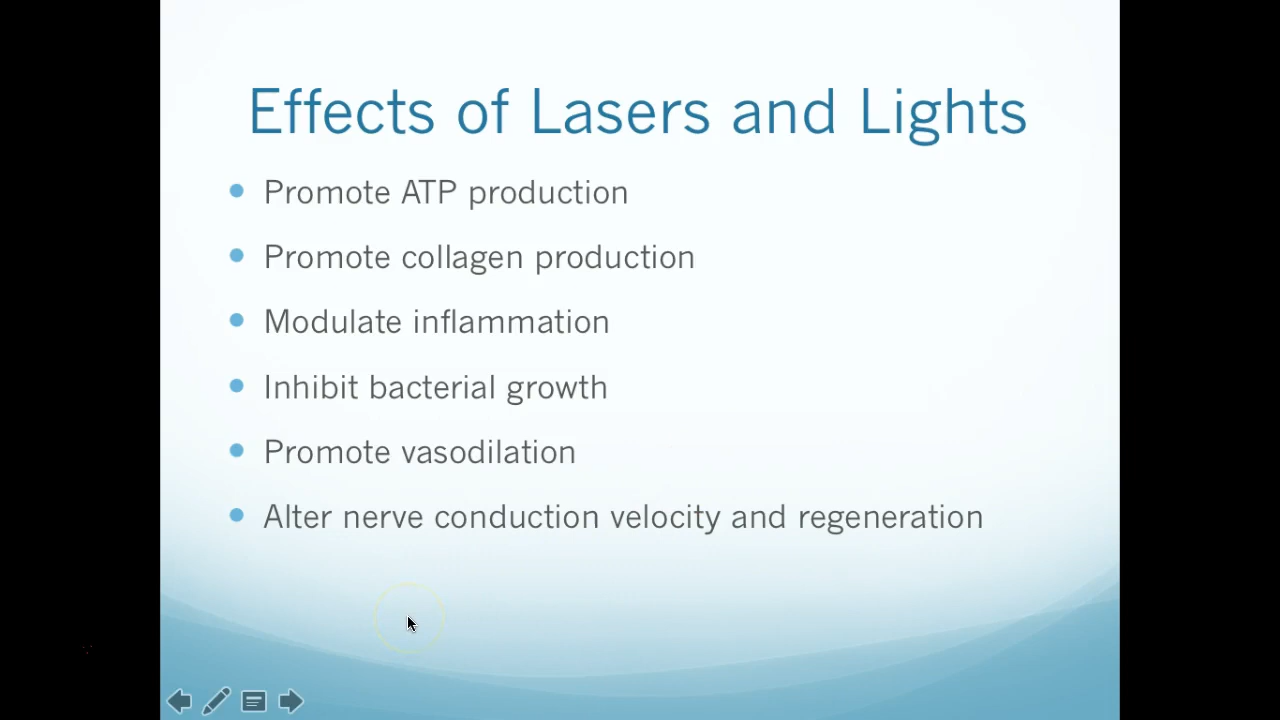 Effects of Lasers and Lights
Promote ATP production
Promote collagen production
Modulate inflammation
Inhibit bacterial growth
Promote vasodilation
Alter nerve conduction velocity and regeneration